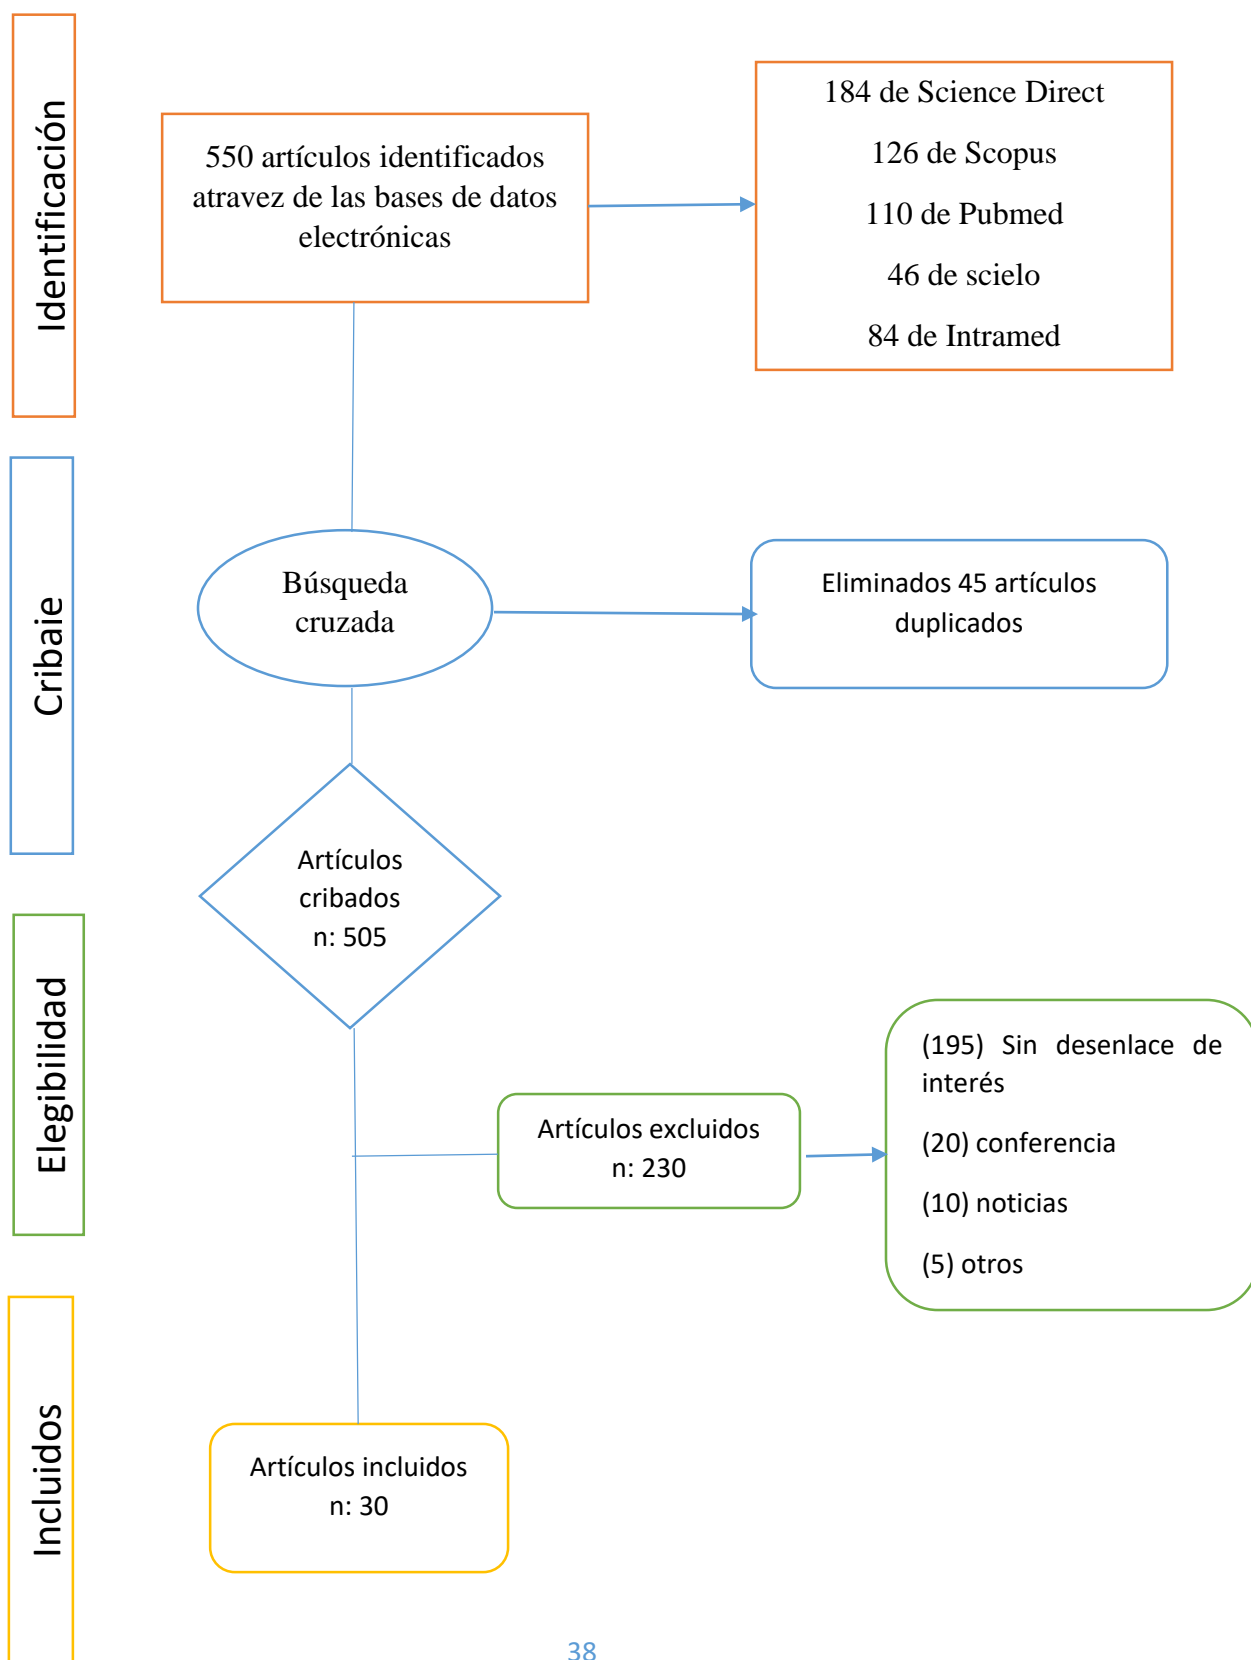 Identificación
550 artículos identificados
atravez de las bases de datos
electrónicas
184 de Science Direct
126 de Scopus
110 de Pubmed
46 de scielo
84 de Intramed
Cribaje
Búsqueda
cruzada
Eliminados 45 artículos
duplicados
Artículos
cribados
n: 505
Elegibilidad
Artículos excluidos
n: 230
(195) Sin desenlace de
interés
(20) conferencia
(10) noticias
(5) otros
Incluidos
Artículos incluidos
n: 30
38